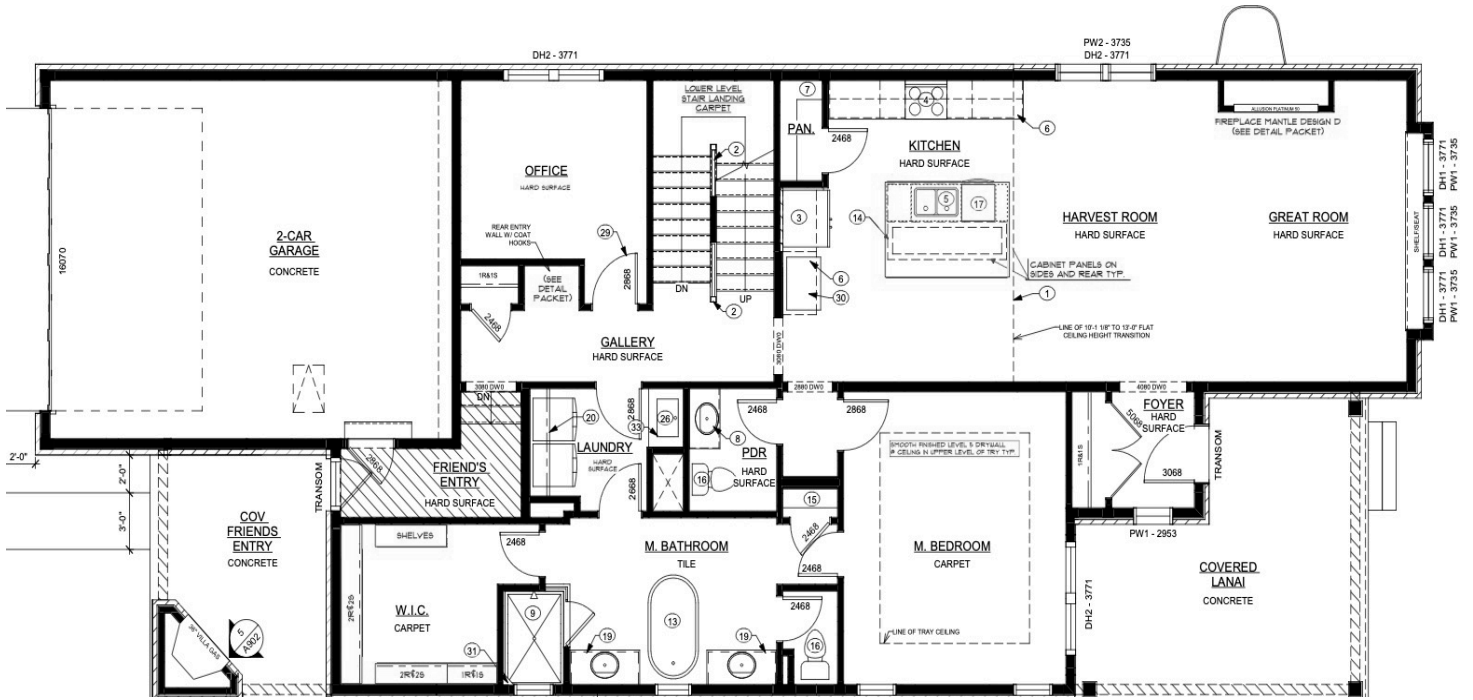 DH2 - 3771
PW2 - 3735
DH2 - 3771
LOWER LEVEL
STAIR LANDING
CARPET
7
PAN.
2468
4
6
KITCHEN
HARD SURFACE
ALLUSION PLATINUM 50
FIREPLACE MANTLE DESIGN D
(SEE DETAIL PACKET)
OFFICE
HARD SURFACE
2
3
5
17
14
HARVEST ROOM
HARD SURFACE
GREAT ROOM
HARD SURFACE
SHELF/SEAT
DH1 - 3771
PW1 - 3735
DH1 - 3771
PW1 - 3735
DH1 - 3771
PW1 - 3735
2-CAR
GARAGE
CONCRETE
16070
REAR ENTRY
WALL W/ COAT
HOOKS
29
2868
1R&1S
(SEE
DETAIL
PACKET)
2468
DN
UP
2
6
30
CABINET PANELS ON
SIDES AND REAR TYP.
1
LINE OF 10'-1 1/8" TO 13'-0" FLAT
CEILING HEIGHT TRANSITION
GALLERY
HARD SURFACE
3080 DW0
3080 DW0
DN
2880 DW0
4080 DW0
20
LAUNDRY
HARD
SURFACE
2868
33
26
2668
8
2468
PDR
HARD
SURFACE
16
2868
SMOOTH FINISHED LEVEL 5 DRYWALL
@ CEILING IN UPPER LEVEL OF TRY TYP.
FOYER
HARD
SURFACE
5068
1R&1S
3068
TRANSOM
PW1 - 2953
2'-0"
2'-0"
3'-0"
TRANSOM
2868
FRIEND'S
ENTRY
HARD SURFACE
COV
FRIENDS
ENTRY
CONCRETE
36" VILLA GAS
5
A902
SHELVES
2468
2R&2S
W.I.C.
CARPET
2R&2S
1R&1S
31
9
M. BATHROOM
TILE
19
13
19
15
2468
2468
2468
16
M. BEDROOM
CARPET
LINE OF TRAY CEILING
DH2 - 3771
COVERED
LANAI
CONCRETE